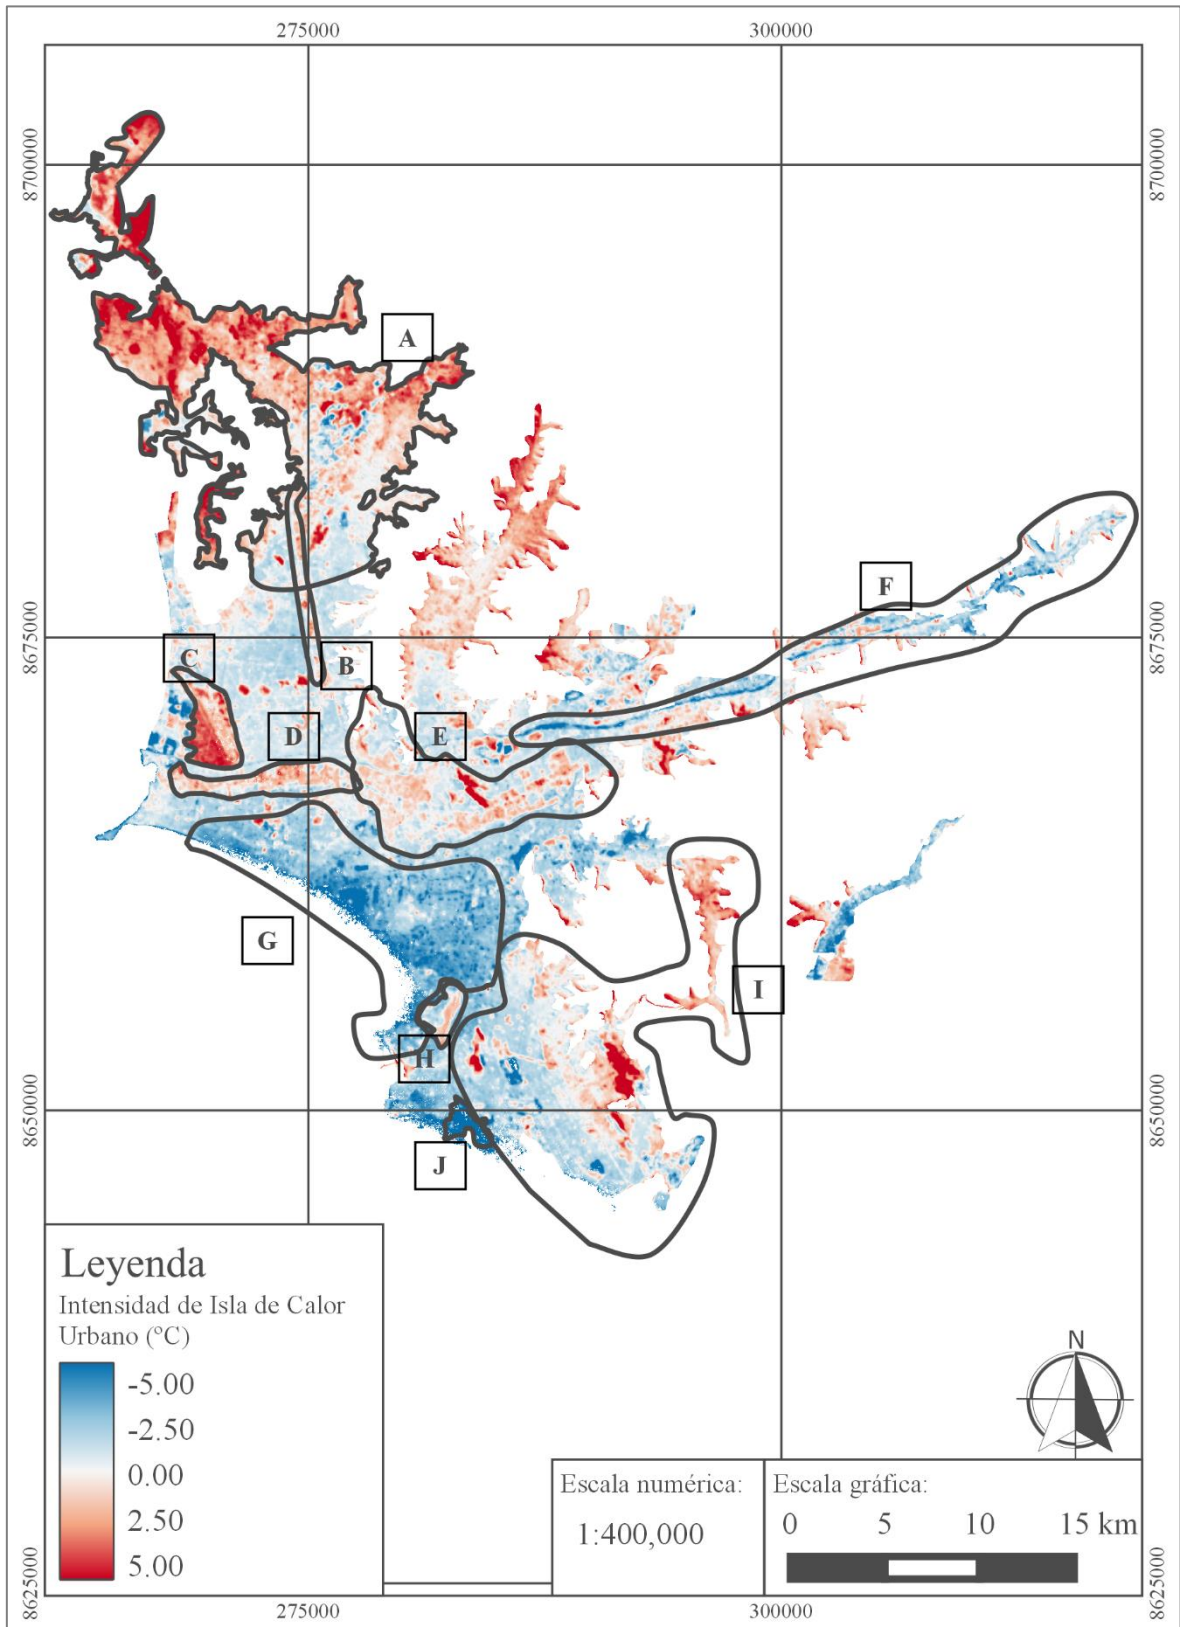 275000
300000
8700000
8700000
A
F
8675000
8675000
C
B
D
E
G
I
H
8650000
8650000
J
Leyenda
Intensidad de Isla de Calor
Urbano (ºC)
-5.00
-2.50
0.00
2.50
5.00
N
Escala numérica:
1:400,000
Escala gráfica:
0 5 10 15 km
8625000
8625000
275000
300000